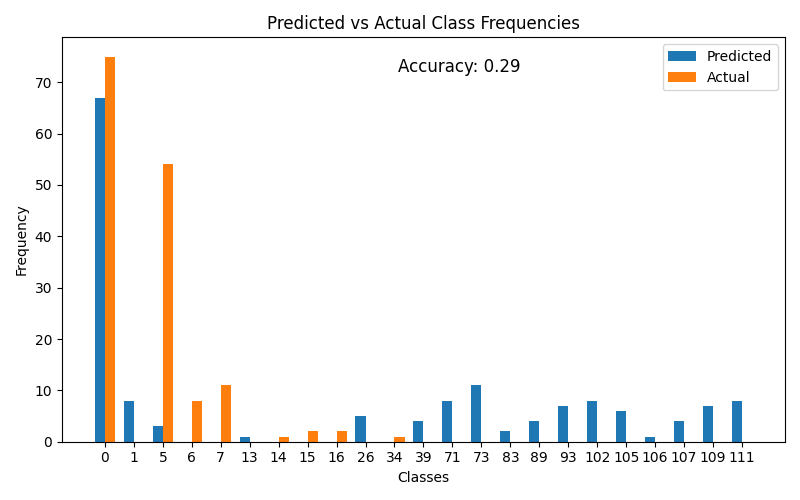 Predicted vs Actual Class Frequencies
Accuracy: 0.29
Predicted
Actual
Frequency
70
60
50
40
30
20
10
0
0 1 5 6 7 13 14 15 16 26 34 39 71 73 83 89 93 102 105 106 107 109 111
Classes